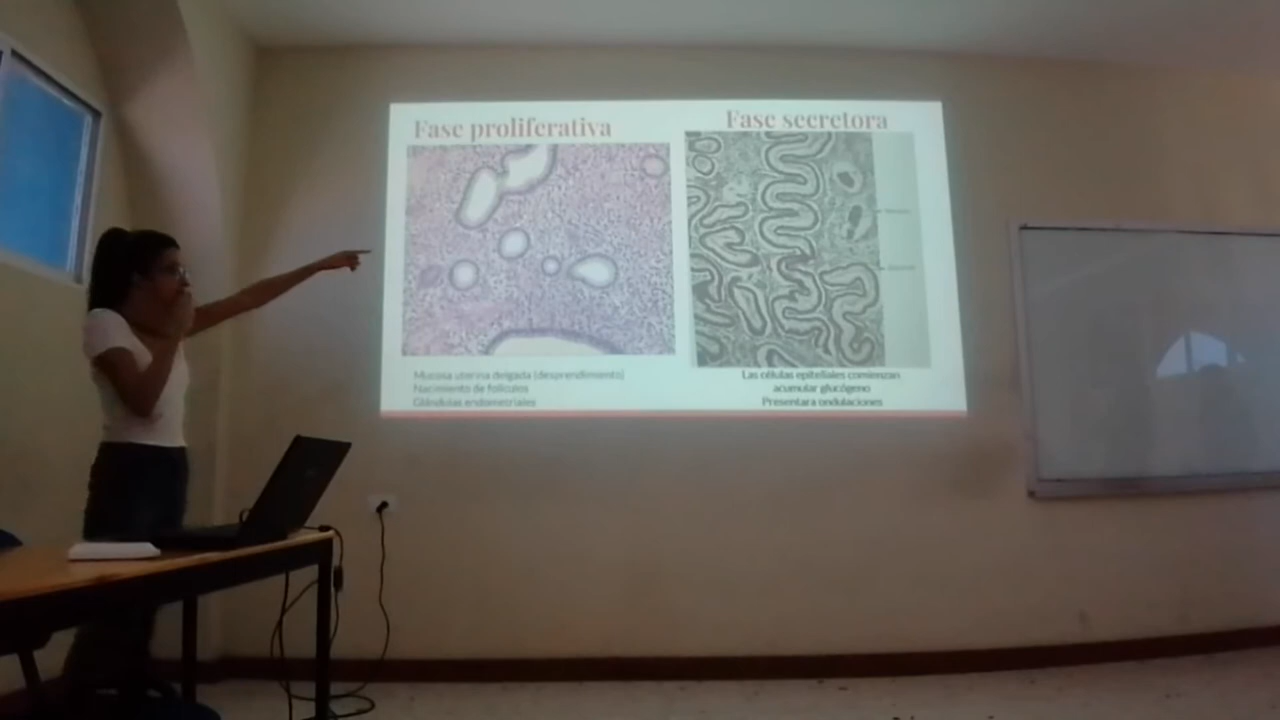 Fase proliferativa
Mucosa uterina delgada (desprendimiento)
Nacimiento de foliculos
Glándulas endometriales
Fase secretora
Las células epiteliales comienzan
acumular glucógeno
Presentara ondulaciones